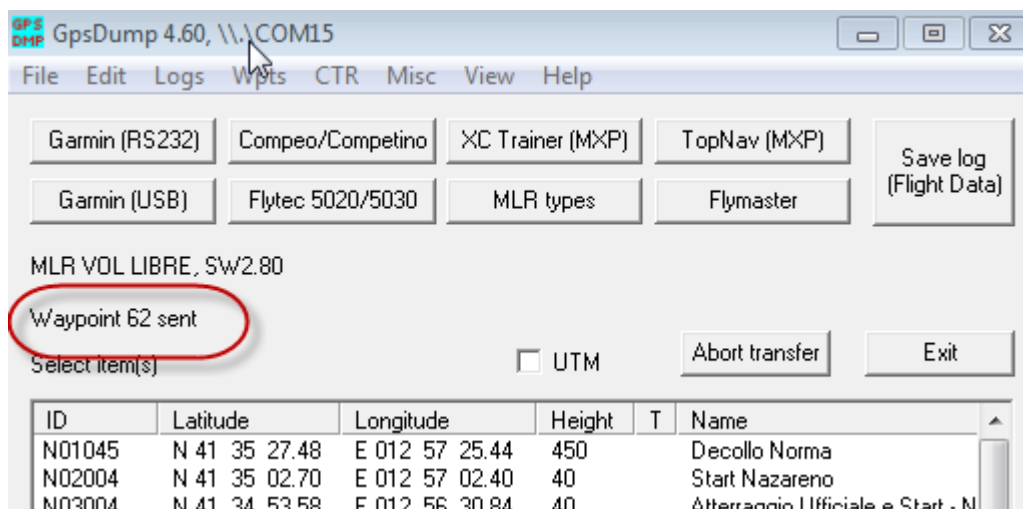 GPS DMP GpsDump 4.60, \\.\COM15
File Edit Logs Wpts CTR Misc View Help
Garmin (RS232) Compeo/Competino XC Trainer (MXP) TopNav (MXP) Save log (Flight Data)
Garmin (USB) Flytec 5020/5030 MLR types Flymaster
MLR VOL LIBRE, SW2.80
Waypoint 62 sent
Select item(s) UTM Abort transfer Exit
ID Latitude Longitude Height T Name
N01045 N 41 35 27.48 E 012 57 25.44 450 Decollo Norma
N02004 N 41 35 02.70 E 012 57 02.40 40 Start Nazareno
N03004 N 41 34 53.58 E 012 56 30.84 40 Atterraggio Ufficiale e Start - N